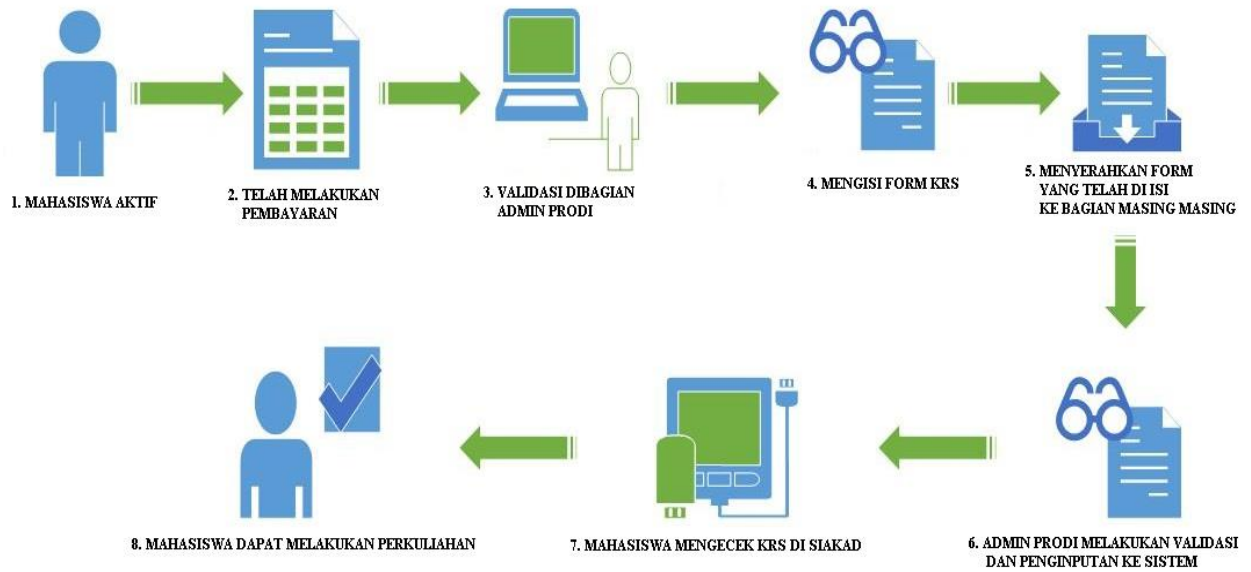 1. MAHASISWA AKTIF
2. TELAH MELAKUKAN
PEMBAYARAN
3. VALIDASI DIBAGIAN
ADMIN PRODI
4. MENGISI FORM KRS
5. MENYERAHKAN FORM
YANG TELAH DI ISI
KE BAGIAN MASING MASING
6. ADMIN PRODI MELAKUKAN VALIDASI
DAN PENGINPUTAN KE SISTEM
7. MAHASISWA MENGECEK KRS DI SIAKAD
8. MAHASISWA DAPAT MELAKUKAN PERKULIAHAN